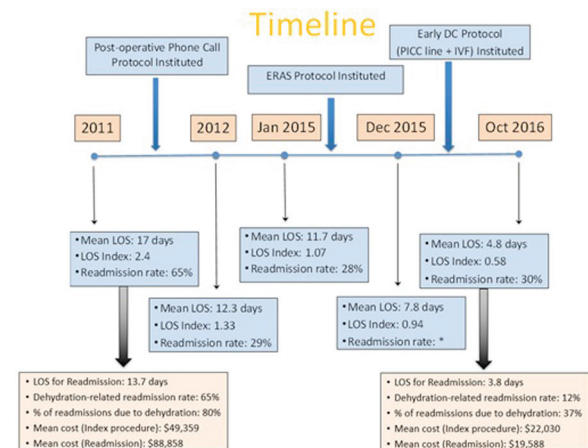 Timeline
Post-operative Phone Call
Protocol Instituted
ERAS Protocol Instituted
Early DC Protocol
(PICC line + IVF) Instituted
2011
2012
Jan 2015
Dec 2015
Oct 2016
• Mean LOS: 17 days
• LOS Index: 2.4
• Readmission rate: 65%
• Mean LOS: 12.3 days
• LOS Index: 1.33
• Readmission rate: 29%
• Mean LOS: 11.7 days
• LOS Index: 1.07
• Readmission rate: 28%
• Mean LOS: 7.8 days
• LOS Index: 0.94
• Readmission rate: *
• Mean LOS: 4.8 days
• LOS Index: 0.58
• Readmission rate: 30%
• LOS for Readmission: 13.7 days
• Dehydration-related readmission rate: 65%
• % of readmissions due to dehydration: 80%
• Mean cost (Index procedure): $49,359
• Mean cost (Readmission): $88,858
• LOS for Readmission: 3.8 days
• Dehydration-related readmission rate: 12%
• % of readmissions due to dehydration: 37%
• Mean cost (Index procedure): $22,030
• Mean cost (Readmission): $19,588